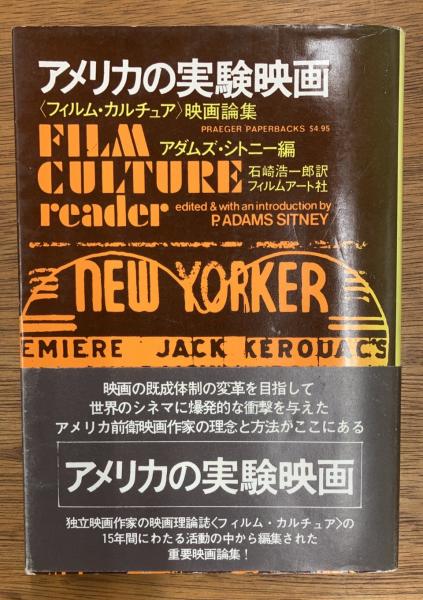 アメリカの実験映画
〈フィルム・カルチュア〉映画論集
PRAEGER PAPERBACKS $4.95
FILM
アダムズ・シトニー編
CULTURE
石崎浩一郎訳
フィルムアート社
reader
edited & with an introduction by
P. ADAMS SITNEY
NEW YORKER
EMIERE JACK KEROUAC'S
映画の既成体制の変革を目指して
世界のシネマに爆発的な衝撃を与えた
アメリカ前衛映画作家の理念と方法がここにある
アメリカの実験映画
独立映画作家の映画理論誌〈フィルム・カルチュア〉の
15年間にわたる活動の中から編集された
重要映画論集!